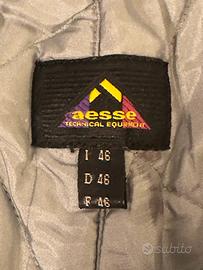 aesse
TECHNICAL EQUIPMENT
I 46
D 46
F 46
subito